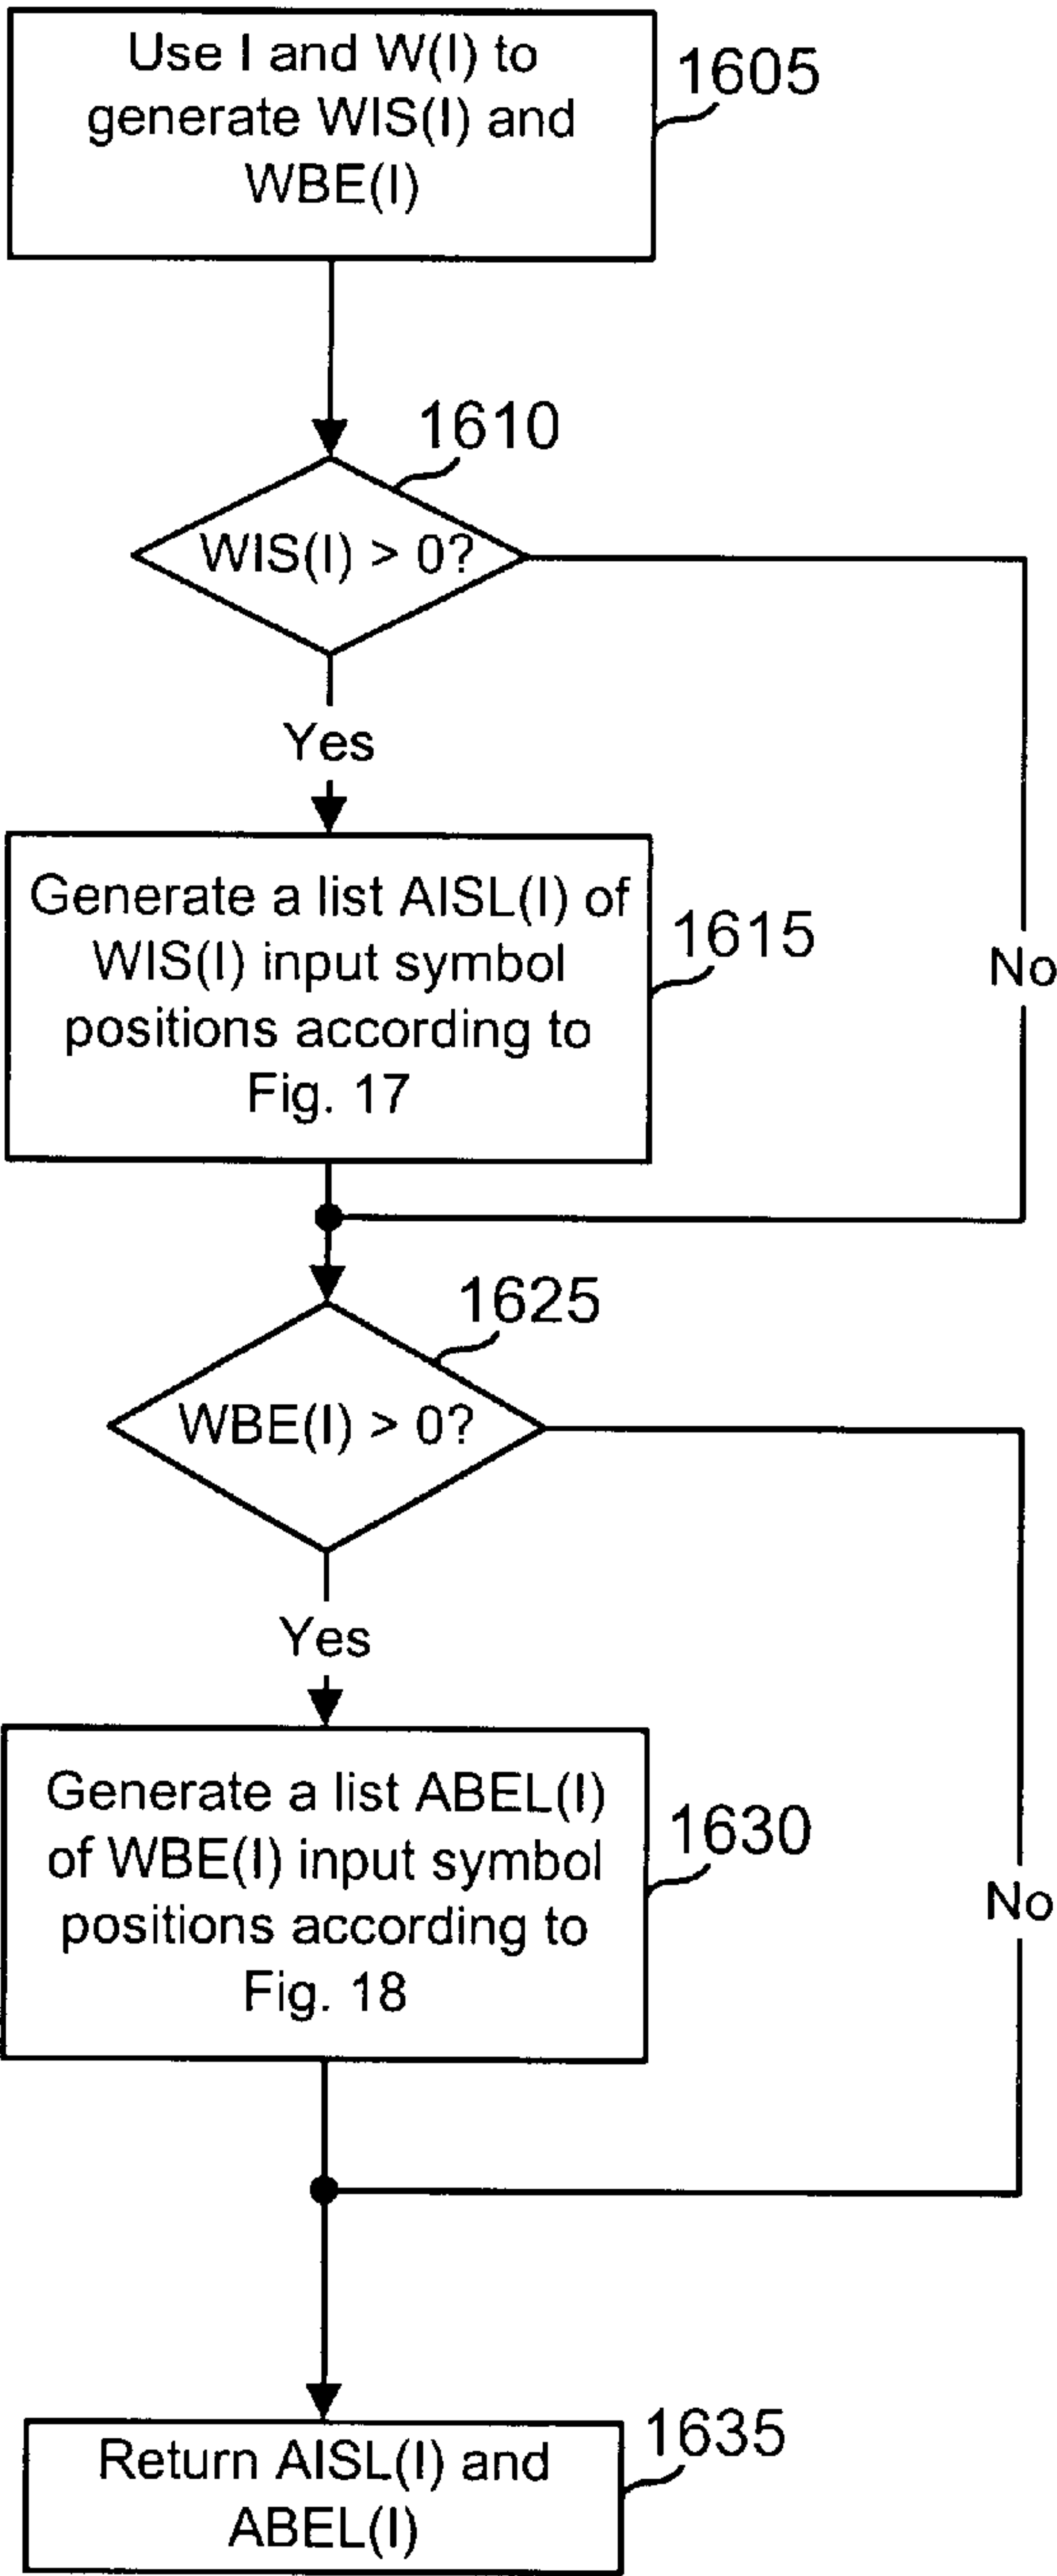 Use I and W(I) to
generate WIS(I) and
WBE(I)
1605
1610
WIS(I) > 0?
Yes
No
Generate a list AISL(I) of
WIS(I) input symbol
positions according to
Fig. 17
1615
1625
WBE(I) > 0?
Yes
No
Generate a list ABEL(I)
of WBE(I) input symbol
positions according to
Fig. 18
1630
Return AISL(I) and
ABEL(I)
1635